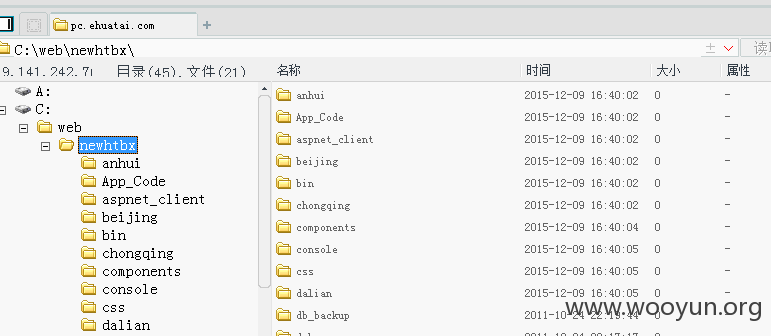 pc.ehuatai.com
C:\web\newhtbx\
9.141.242.7 目录(45),文件(21)
名称 时间 大小 属性
A:
C:
web
newhtbx
anhui
App_Code
aspnet_client
beijing
bin
chongqing
components
console
css
dalian
anhui 2015-12-09 16:40:02 0 -
App_Code 2015-12-09 16:40:02 0 -
aspnet_client 2015-12-09 16:40:02 0 -
beijing 2015-12-09 16:40:02 0 -
bin 2015-12-09 16:40:02 0 -
chongqing 2015-12-09 16:40:02 0 -
components 2015-12-09 16:40:04 0 -
console 2015-12-09 16:40:05 0 -
css 2015-12-09 16:40:05 0 -
dalian 2015-12-09 16:40:05 0 -
db_backup 2011-10-24 22:19:44 0 -
www.wooyun.org